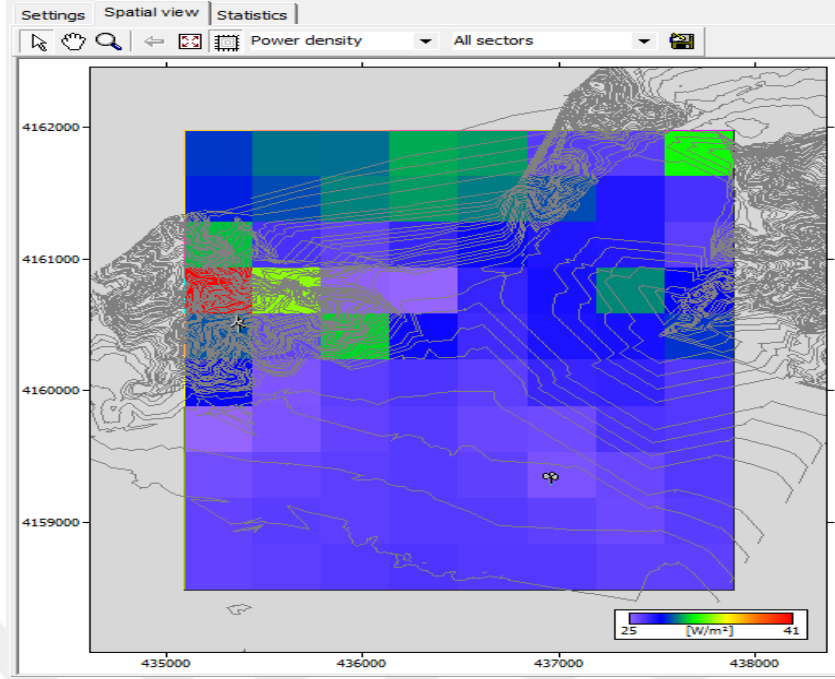 Settings Spatial view Statistics
Power density All sectors
4162000
4161000
4160000
4159000
25 [W/m²] 41
435000 436000 437000 438000